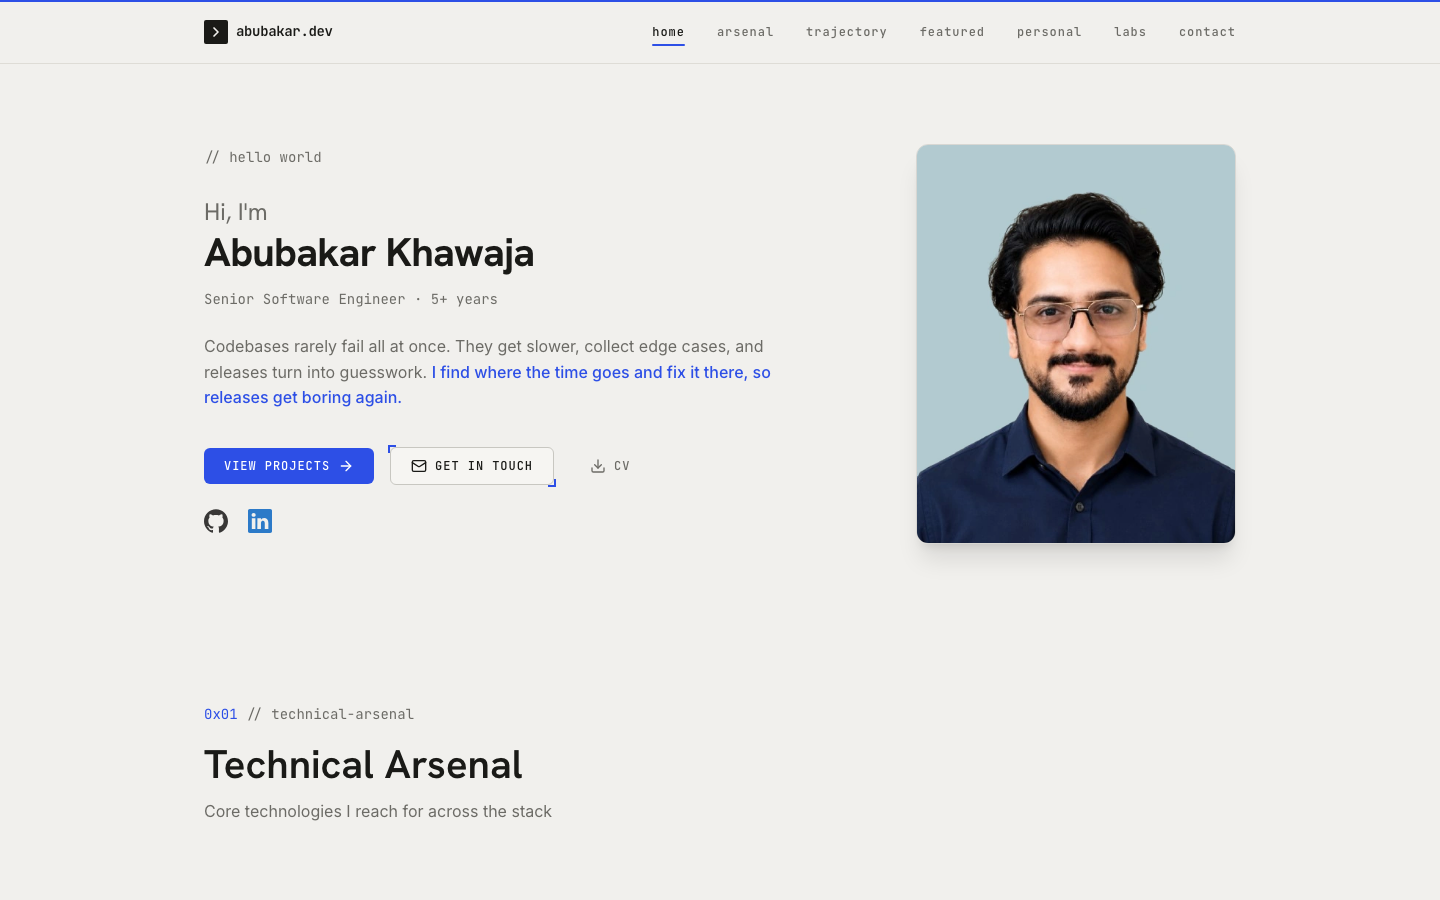 abubakar.dev
home arsenal trajectory featured personal labs contact
// hello world
Hi, I'm
Abubakar Khawaja
Senior Software Engineer · 5+ years
Codebases rarely fail all at once. They get slower, collect edge cases, and
releases turn into guesswork. I find where the time goes and fix it there, so
releases get boring again.
VIEW PROJECTS → GET IN TOUCH CV
in
0x01 // technical-arsenal
Technical Arsenal
Core technologies I reach for across the stack